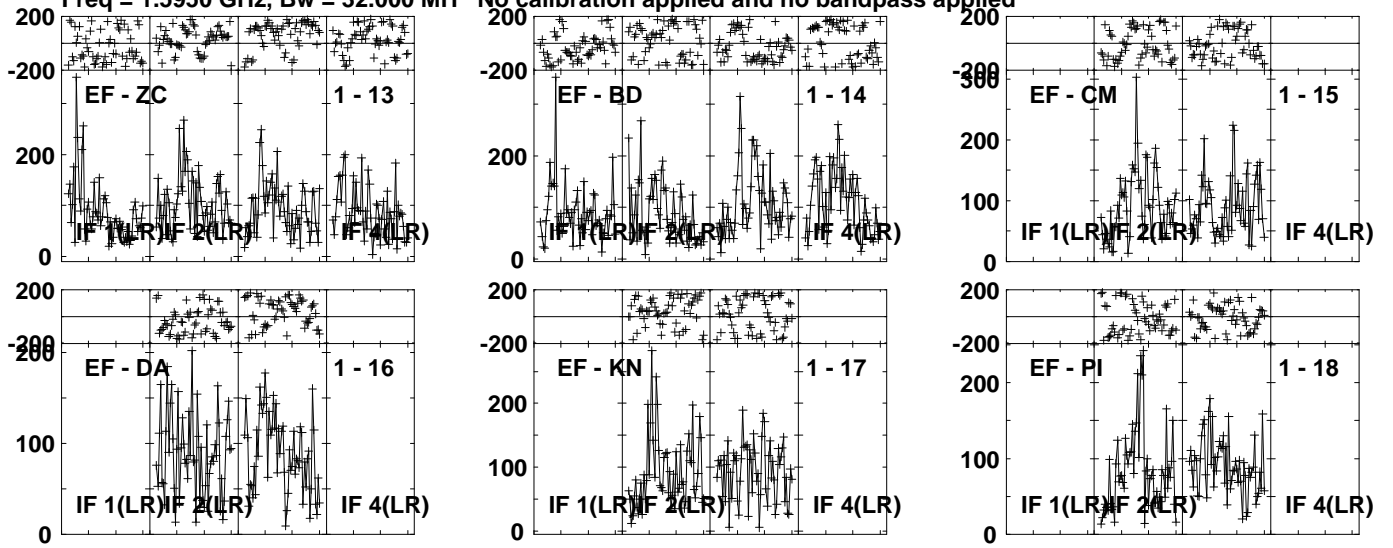 Freq = 1.5950 GHz, Bw = 32.000 MH No calibration applied and no bandpass applied
200
200
200
-200
-200
-200
EF - ZC
1 - 13
EF - BD
1 - 14
300
EF - CM
1 - 15
200
200
200
100
0
0
0
IF 1(LR)
IF 2(LR)
IF 4(LR)
IF 1(LR)
IF 2(LR)
IF 4(LR)
IF 1(LR)
IF 2(LR)
IF 4(LR)
200
200
200
-200
-200
-200
200
EF - DA
1 - 16
EF - KN
1 - 17
EF - PI
1 - 18
200
200
100
100
100
IF 1(LR)
IF 2(LR)
IF 4(LR)
IF 1(LR)
IF 2(LR)
IF 4(LR)
IF 1(LR)
IF 2(LR)
IF 4(LR)
0
0
0